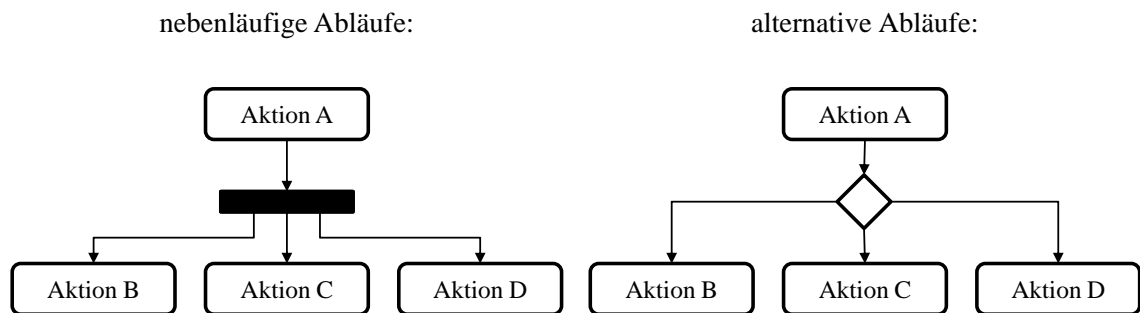 nebenläufige Abläufe:
alternative Abläufe:
Aktion A
Aktion A
Aktion B
Aktion C
Aktion D
Aktion B
Aktion C
Aktion D